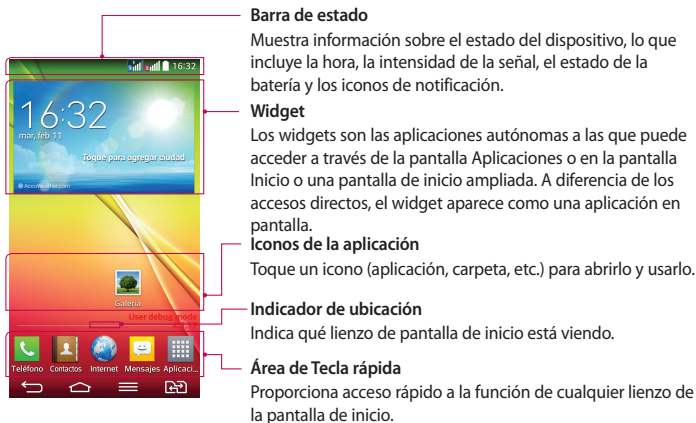 Barra de estado
Muestra información sobre el estado del dispositivo, lo que
incluye la hora, la intensidad de la señal, el estado de la
batería y los iconos de notificación.
16:32
Widget
Los widgets son las aplicaciones autónomas a las que puede
acceder a través de la pantalla Aplicaciones o en la pantalla
Inicio o una pantalla de inicio ampliada. A diferencia de los
accesos directos, el widget aparece como una aplicación en
pantalla.
16:32
mar, feb 11
Toque para agregar ciudad
AccuWeather.com
Iconos de la aplicación
Toque un icono (aplicación, carpeta, etc.) para abrirlo y usarlo.
Galería
User debug mode
Indicador de ubicación
Indica qué lienzo de pantalla de inicio está viendo.
Área de Tecla rápida
Proporciona acceso rápido a la función de cualquier lienzo de
la pantalla de inicio.
Teléfono Contactos Internet Mensajes Aplicaci...